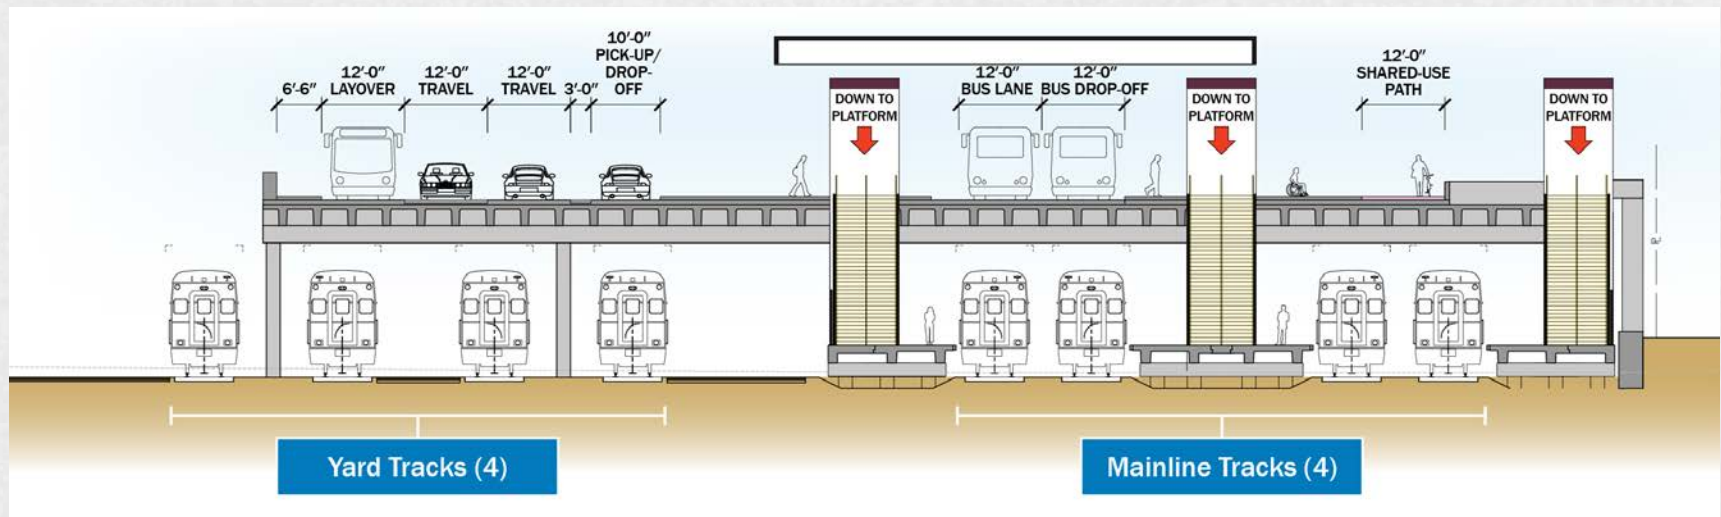 6'-6"
12'-0"
LAYOVER
12'-0"
TRAVEL
12'-0"
TRAVEL
3'-0"
10'-0"
PICK-UP/
DROP-
OFF
DOWN TO
PLATFORM
12'-0"
BUS LANE
12'-0"
BUS DROP-OFF
DOWN TO
PLATFORM
12'-0"
SHARED-USE
PATH
DOWN TO
PLATFORM
Yard Tracks (4)
Mainline Tracks (4)